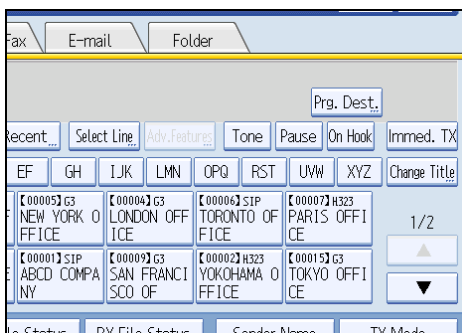 Fax E-mail Folder
Prg. Dest.
Recent Select Line Adv.Features Tone Pause On Hook Immed. TX
EF GH IJK LMN OPQ RST UVW XYZ Change Title
【00005】G3 【00004】G3 【00006】SIP 【00007】H323
NEW YORK O LONDON OFF TORONTO OF PARIS OFFI
FFICE ICE FICE CE
1/2
【00001】SIP 【00009】G3 【00002】H323 【00015】G3
ABCD COMPA SAN FRANCI YOKOHAMA O TOKYO OFFI
NY SCO OF FFICE CE
Status RX File Status Sender Name TX Mode